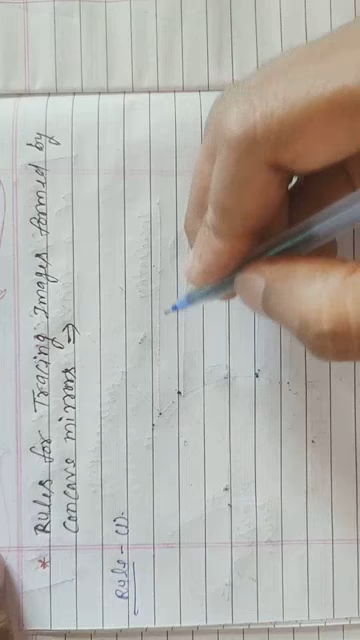 * Rules for Tracing Images formed by
concave mirrors ⇒
Rule - (1).